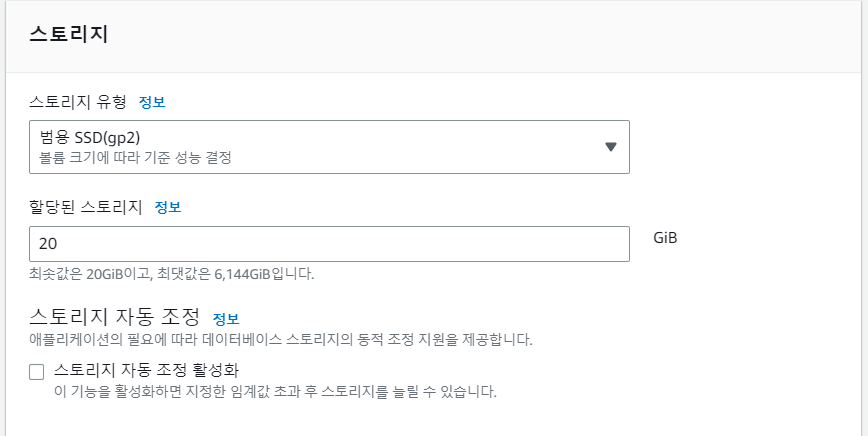 스토리지
스토리지 유형 정보
범용 SSD(gp2)
볼륨 크기에 따라 기준 성능 결정
할당된 스토리지 정보
20 GiB
최솟값은 20GiB이고, 최댓값은 6,144GiB입니다.
스토리지 자동 조정 정보
애플리케이션의 필요에 따라 데이터베이스 스토리지의 동적 조정 지원을 제공합니다.
스토리지 자동 조정 활성화
이 기능을 활성화하면 지정한 임계값 초과 후 스토리지를 늘릴 수 있습니다.